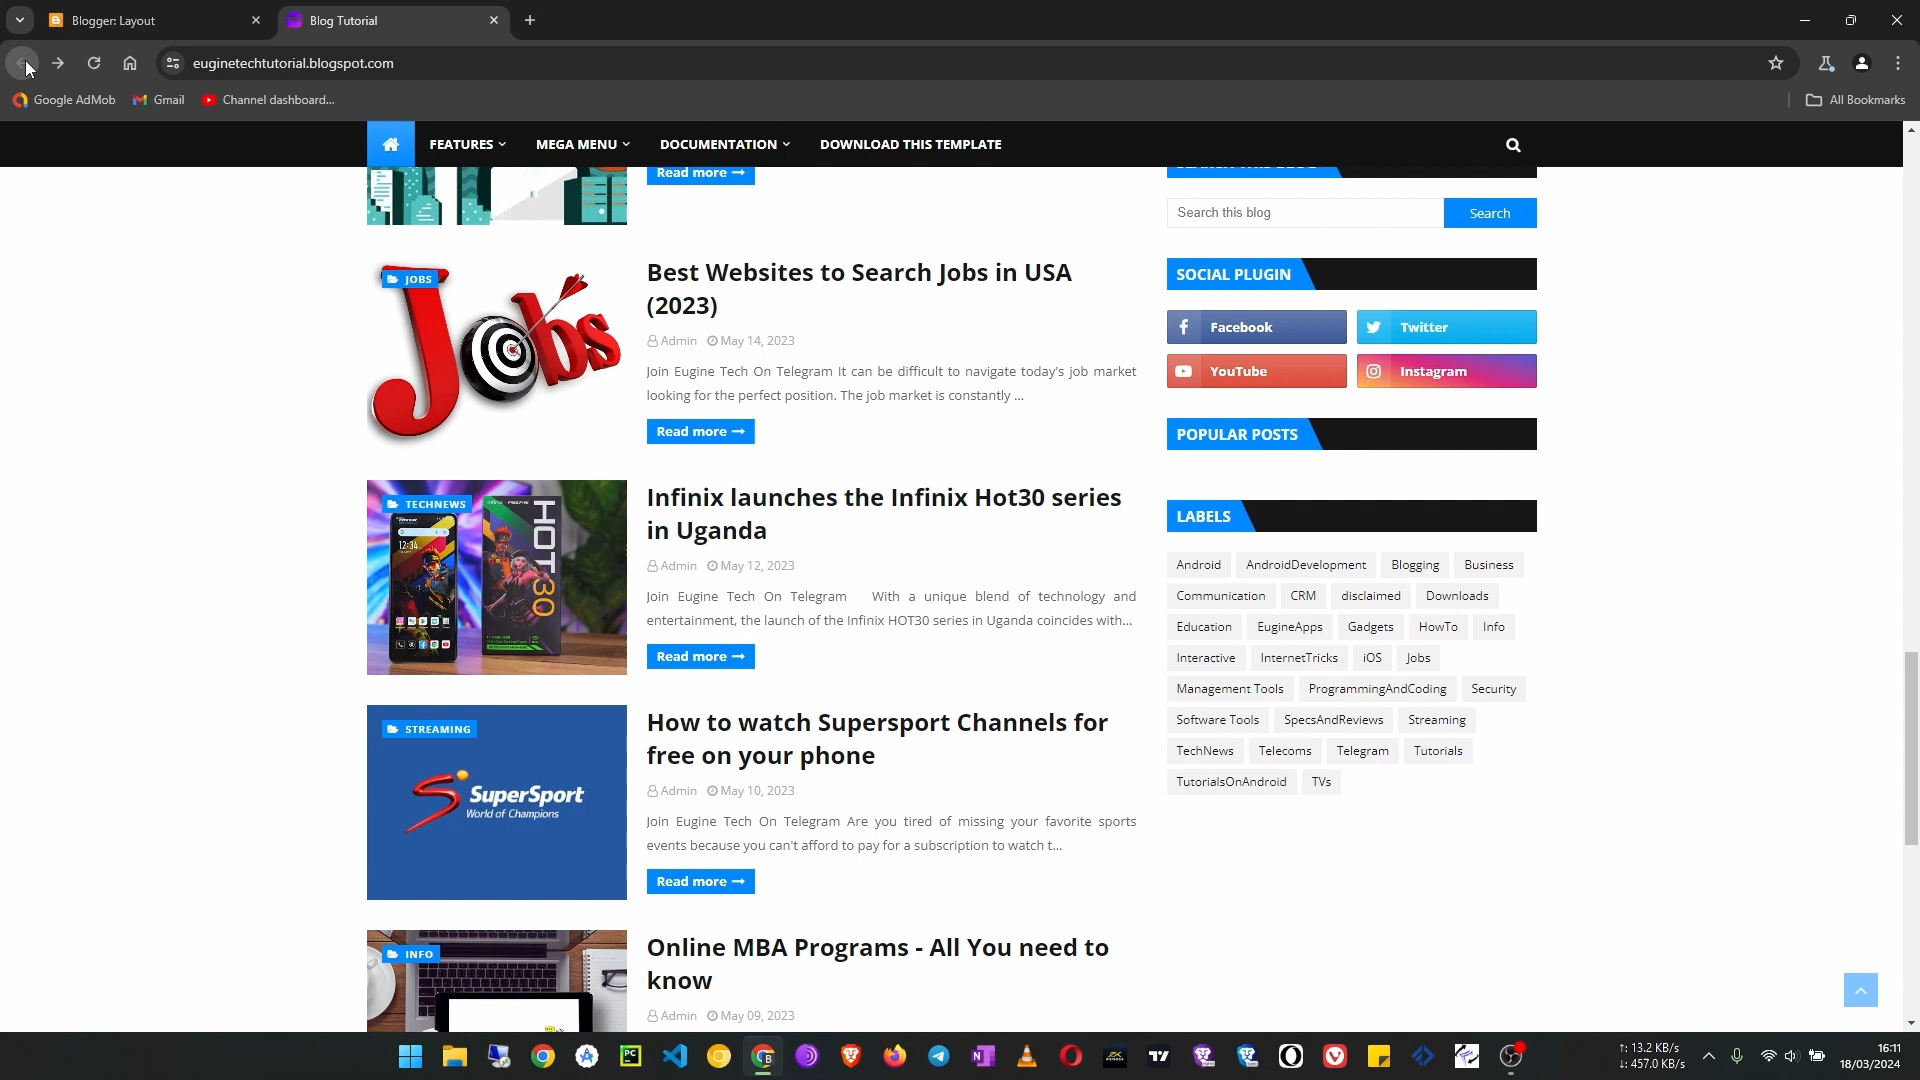 Blogger: Layout
Blog Tutorial
euginetechtutorial.blogspot.com
Google AdMob
Gmail
Channel dashboard...
All Bookmarks
FEATURES
MEGA MENU
DOCUMENTATION
DOWNLOAD THIS TEMPLATE
Read more
JOBS
Jobs
Best Websites to Search Jobs in USA
(2023)
Admin May 14, 2023
Join Eugine Tech On Telegram It can be difficult to navigate today's job market
looking for the perfect position. The job market is constantly ...
Read more
TECHNEWS
12:34
HOT 30
Infinix launches the Infinix Hot30 series
in Uganda
Admin May 12, 2023
Join Eugine Tech On Telegram With a unique blend of technology and
entertainment, the launch of the Infinix HOT30 series in Uganda coincides with...
Read more
STREAMING
SuperSport
World of Champions
How to watch Supersport Channels for
free on your phone
Admin May 10, 2023
Join Eugine Tech On Telegram Are you tired of missing your favorite sports
events because you can't afford to pay for a subscription to watch t...
Read more
INFO
Online MBA Programs - All You need to
know
Admin May 09, 2023
Search this blog
Search
SOCIAL PLUGIN
Facebook
Twitter
YouTube
Instagram
POPULAR POSTS
LABELS
Android AndroidDevelopment Blogging Business
Communication CRM disclaimed Downloads
Education EugineApps Gadgets HowTo Info
Interactive InternetTricks iOS Jobs
Management Tools ProgrammingAndCoding Security
Software Tools SpecsAndReviews Streaming
TechNews Telecoms Telegram Tutorials
TutorialsOnAndroid TVs
↑: 13.2 KB/s
↓: 457.0 KB/s
16:11
18/03/2024